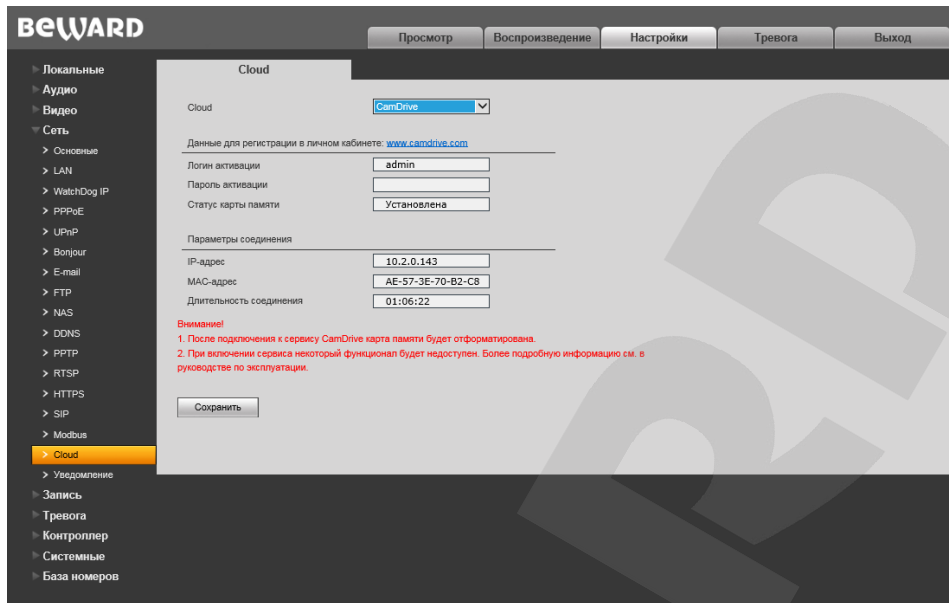 BEWARD
Просмотр Воспроизведение Настройки Тревога Выход
Локальные
Аудио
Видео
Сеть
Основные
LAN
WatchDog IP
PPPoE
UPnP
Bonjour
E-mail
FTP
NAS
DDNS
PPTP
RTSP
HTTPS
SIP
Modbus
Cloud
Уведомление
Запись
Тревога
Контроллер
Системные
База номеров
Cloud
Cloud CamDrive
Данные для регистрации в личном кабинете: www.camdrive.com
Логин активации admin
Пароль активации
Статус карты памяти Установлена
Параметры соединения
IP-адрес 10.2.0.143
MAC-адрес AE-57-3E-70-B2-C8
Длительность соединения 01:06:22
Внимание!
1. После подключения к сервису CamDrive карта памяти будет отформатирована.
2. При включении сервиса некоторый функционал будет недоступен. Более подробную информацию см. в
руководстве по эксплуатации.
Сохранить